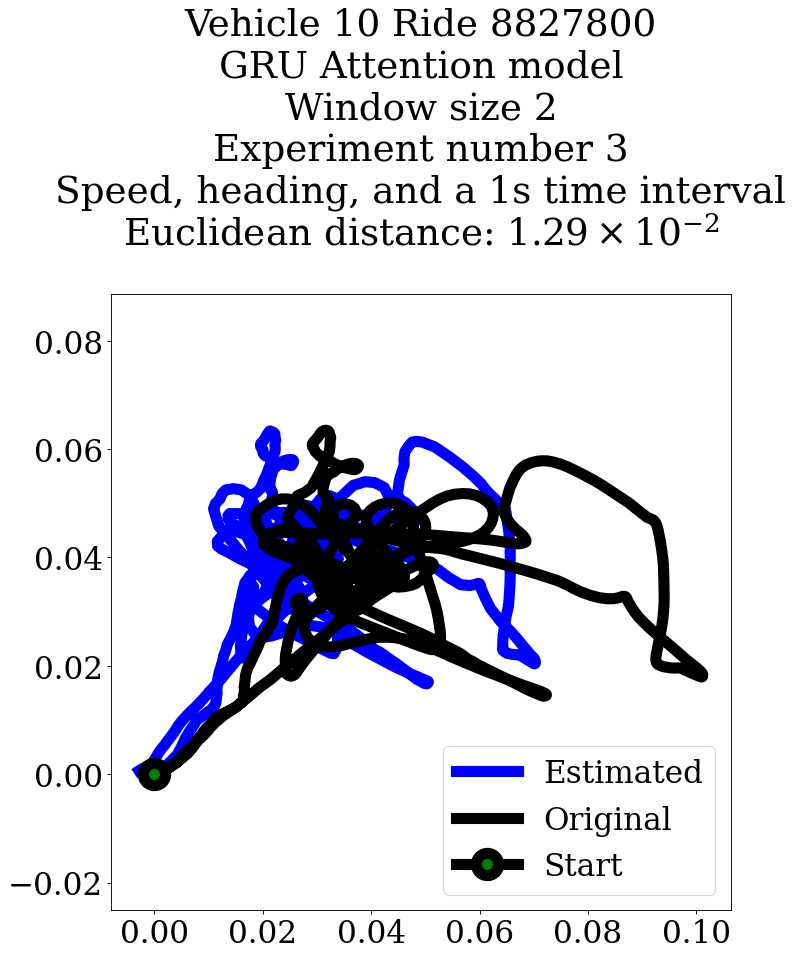 Vehicle 10 Ride 8827800
GRU Attention model
Window size 2
Experiment number 3
Speed, heading, and a 1s time interval
Euclidean distance: 1.29 × 10⁻²
0.08
0.06
0.04
0.02
0.00
−0.02
Estimated
Original
Start
0.00 0.02 0.04 0.06 0.08 0.10